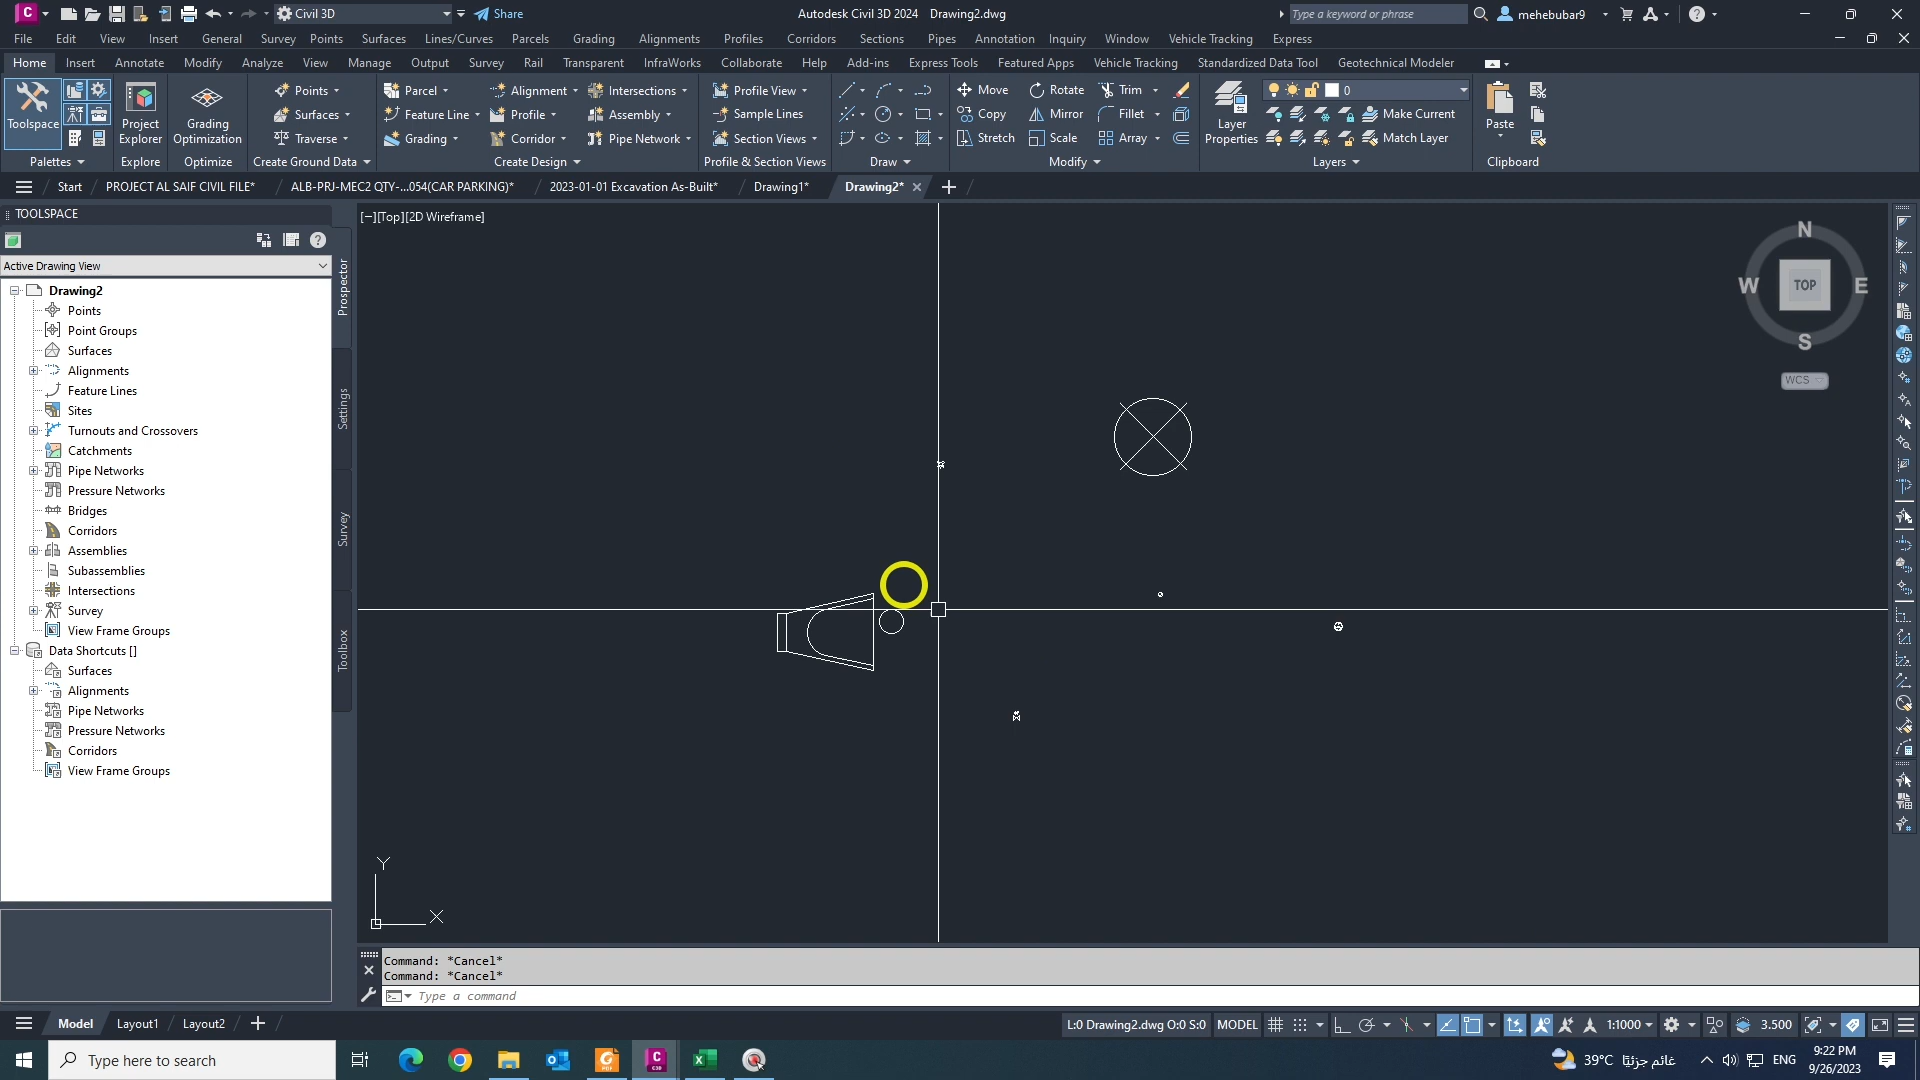 Civil 3D
Share
Autodesk Civil 3D 2024 Drawing2.dwg
Type a keyword or phrase
mehebubar9
File Edit View Insert General Survey Points Surfaces Lines/Curves Parcels Grading Alignments Profiles Corridors Sections Pipes Annotation Inquiry Window Vehicle Tracking Express
Home Insert Annotate Modify Analyze View Manage Output Survey Rail Transparent InfraWorks Collaborate Help Add-ins Express Tools Featured Apps Vehicle Tracking Standardized Data Tool Geotechnical Modeler
Points Parcel Alignment Intersections Profile View Move Rotate Trim 0
Surfaces Feature Line Profile Assembly Sample Lines Copy Mirror Fillet Make Current
Toolspace Project Grading Layer Paste
Explorer Optimization Traverse Grading Corridor Pipe Network Section Views Stretch Scale Array Properties Match Layer
Palettes Explore Optimize Create Ground Data Create Design Profile & Section Views Draw Modify Layers Clipboard
Start PROJECT AL SAIF CIVIL FILE* ALB-PRJ-MEC2 QTY-...054(CAR PARKING)* 2023-01-01 Excavation As-Built* Drawing1* Drawing2*
TOOLSPACE
[−][Top][2D Wireframe]
Active Drawing View
Drawing2
Points
Point Groups
Surfaces
Alignments
Feature Lines
Sites
Turnouts and Crossovers
Catchments
Pipe Networks
Pressure Networks
Bridges
Corridors
Assemblies
Subassemblies
Intersections
Survey
View Frame Groups
Data Shortcuts []
Surfaces
Alignments
Pipe Networks
Pressure Networks
Corridors
View Frame Groups
Prospector
Settings
Survey
Toolbox
N
W TOP E
S
WCS
Y
X
Command: *Cancel*
Command: *Cancel*
Type a command
Model Layout1 Layout2
L:0 Drawing2.dwg O:0 S:0 MODEL 1:1000 3.500
Type here to search
39°C غائم جزئيًا
ENG
9:22 PM
9/26/2023